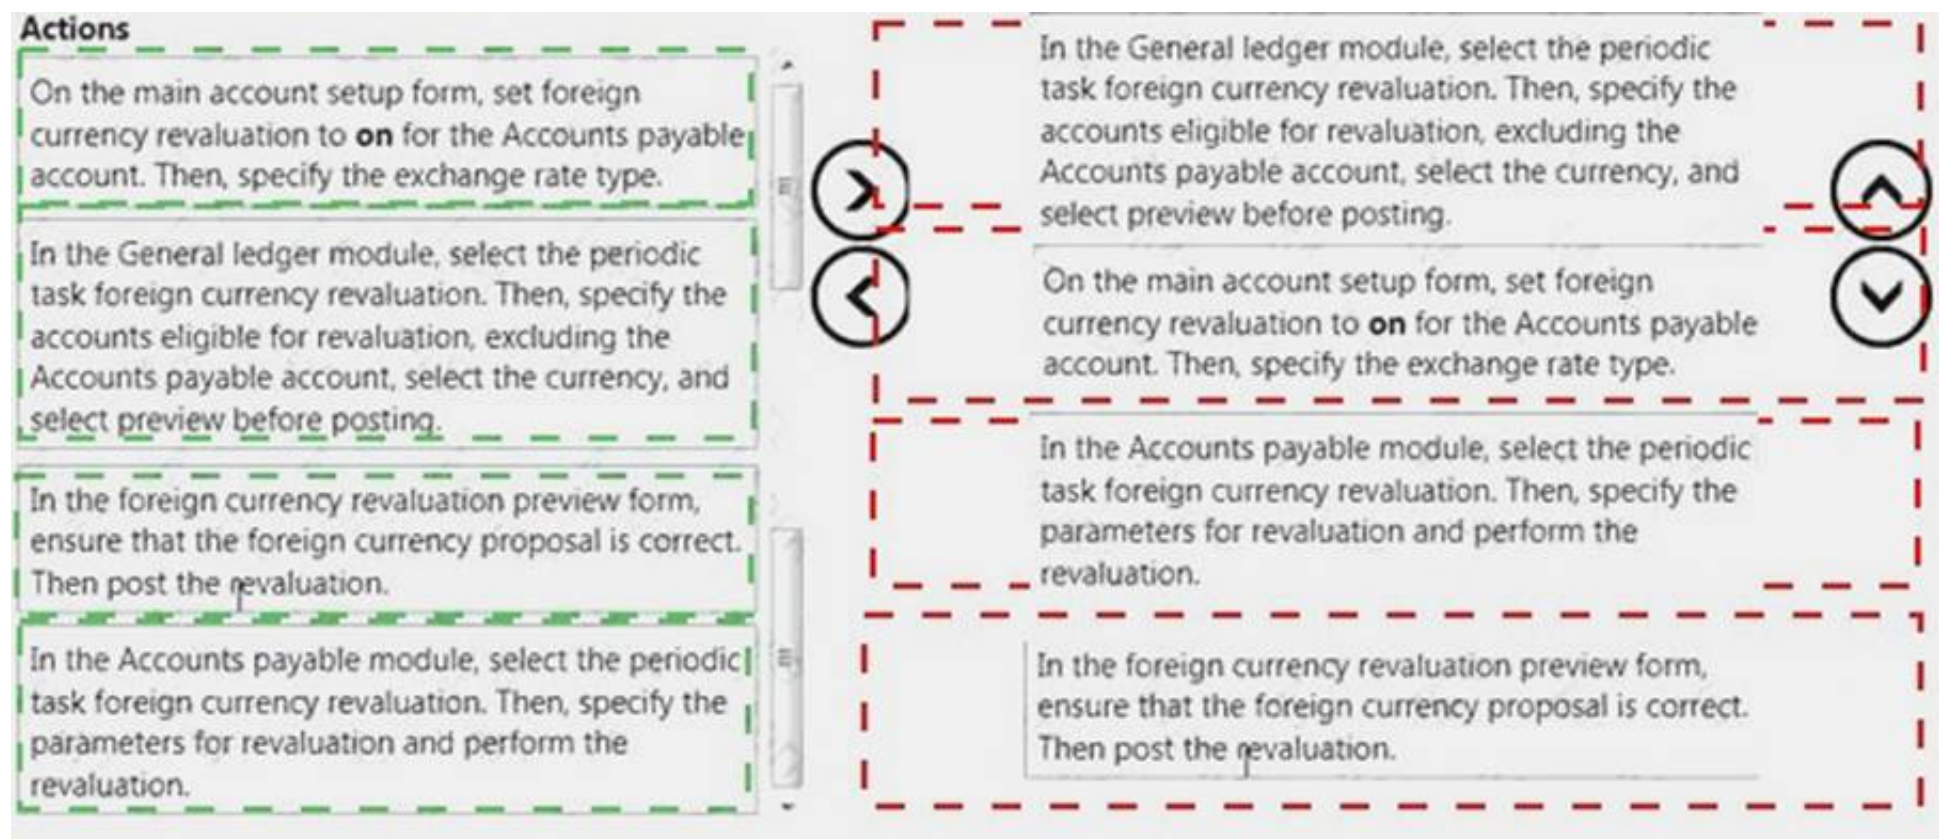 Actions
On the main account setup form, set foreign
currency revaluation to on for the Accounts payable
account. Then, specify the exchange rate type.
In the General ledger module, select the periodic
task foreign currency revaluation. Then, specify the
accounts eligible for revaluation, excluding the
Accounts payable account, select the currency, and
select preview before posting.
In the foreign currency revaluation preview form,
ensure that the foreign currency proposal is correct.
Then post the revaluation.
In the Accounts payable module, select the periodic
task foreign currency revaluation. Then, specify the
parameters for revaluation and perform the
revaluation.
In the General ledger module, select the periodic
task foreign currency revaluation. Then, specify the
accounts eligible for revaluation, excluding the
Accounts payable account, select the currency, and
select preview before posting.
On the main account setup form, set foreign
currency revaluation to on for the Accounts payable
account. Then, specify the exchange rate type.
In the Accounts payable module, select the periodic
task foreign currency revaluation. Then, specify the
parameters for revaluation and perform the
revaluation.
In the foreign currency revaluation preview form,
ensure that the foreign currency proposal is correct.
Then post the revaluation.